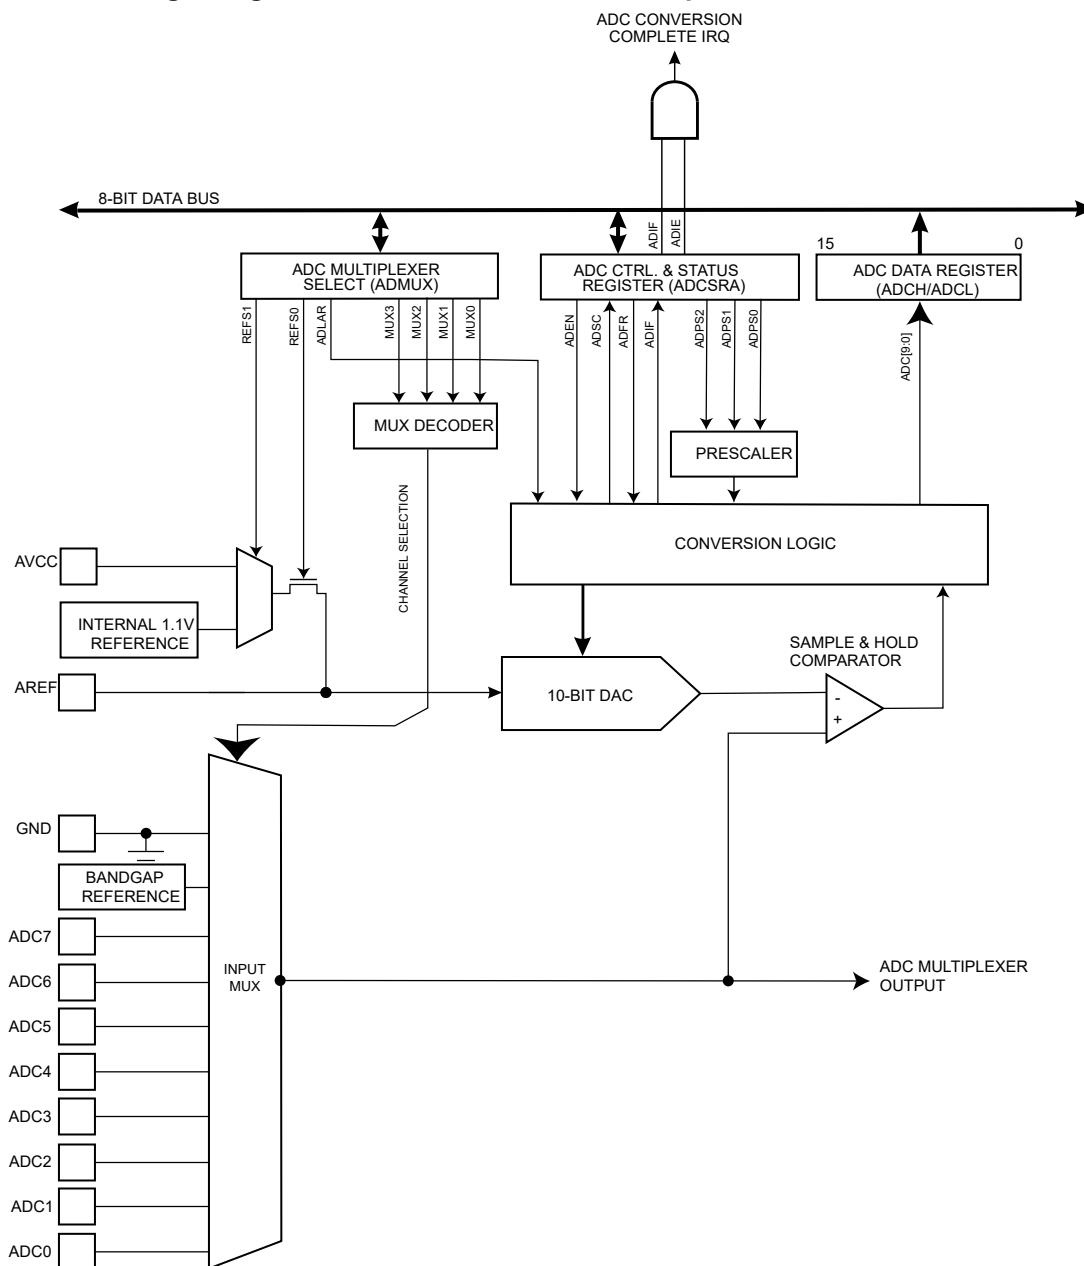 ADC CONVERSION
COMPLETE IRQ
8-BIT DATA BUS
ADIF
ADIE
15
0
ADC MULTIPLEXER
SELECT (ADMUX)
ADC CTRL. & STATUS
REGISTER (ADCSRA)
ADC DATA REGISTER
(ADCH/ADCL)
REFS1
REFS0
ADLAR
MUX3
MUX2
MUX1
MUX0
ADEN
ADSC
ADFR
ADIF
ADPS2
ADPS1
ADPS0
ADC[9:0]
MUX DECODER
PRESCALER
CHANNEL SELECTION
CONVERSION LOGIC
AVCC
INTERNAL 1.1V
REFERENCE
SAMPLE & HOLD
COMPARATOR
AREF
10-BIT DAC
-
+
GND
BANDGAP
REFERENCE
ADC7
ADC6
ADC5
ADC4
ADC3
ADC2
ADC1
ADC0
INPUT
MUX
ADC MULTIPLEXER
OUTPUT